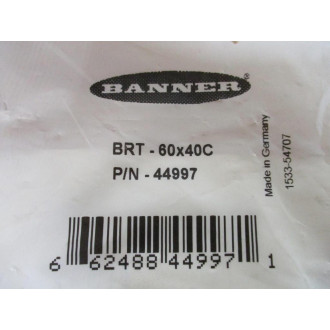 BANNER®
BRT - 60x40C
P/N - 44997
Made in Germany
1533-54707
6 62488 44997 1